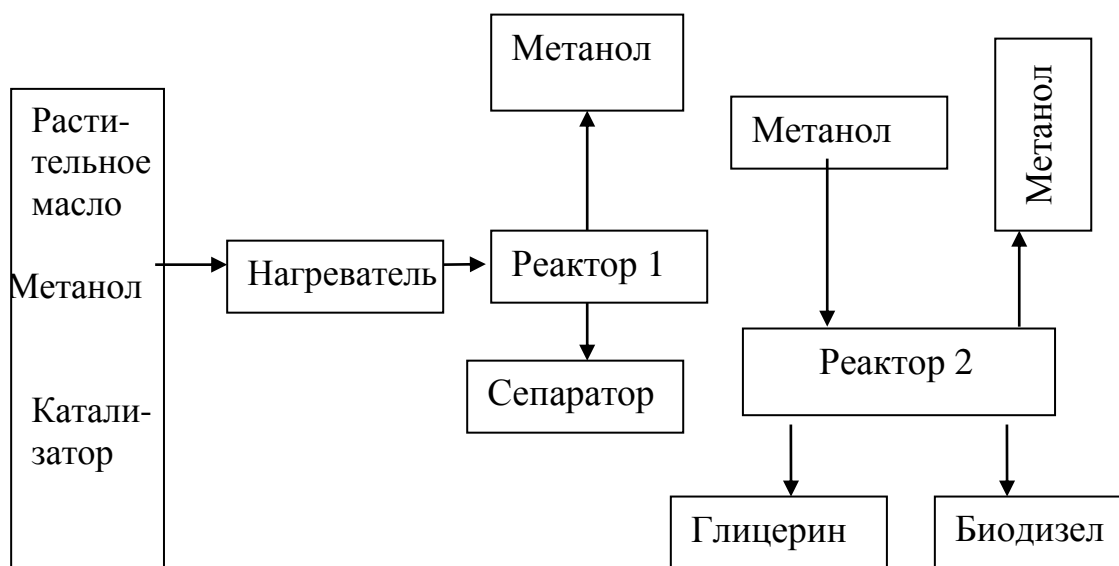 Метанол
Метанол
Метанол
Расти-
тельное
масло
Метанол
Катали-
затор
Нагреватель
Реактор 1
Сепаратор
Реактор 2
Глицерин
Биодизел